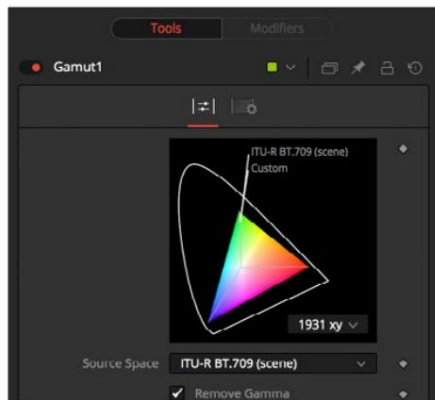 Tools Modifiers
Gamut1
ITU-R BT.709 (scene)
Custom
1931 xy
Source Space ITU-R BT.709 (scene)
Remove Gamma